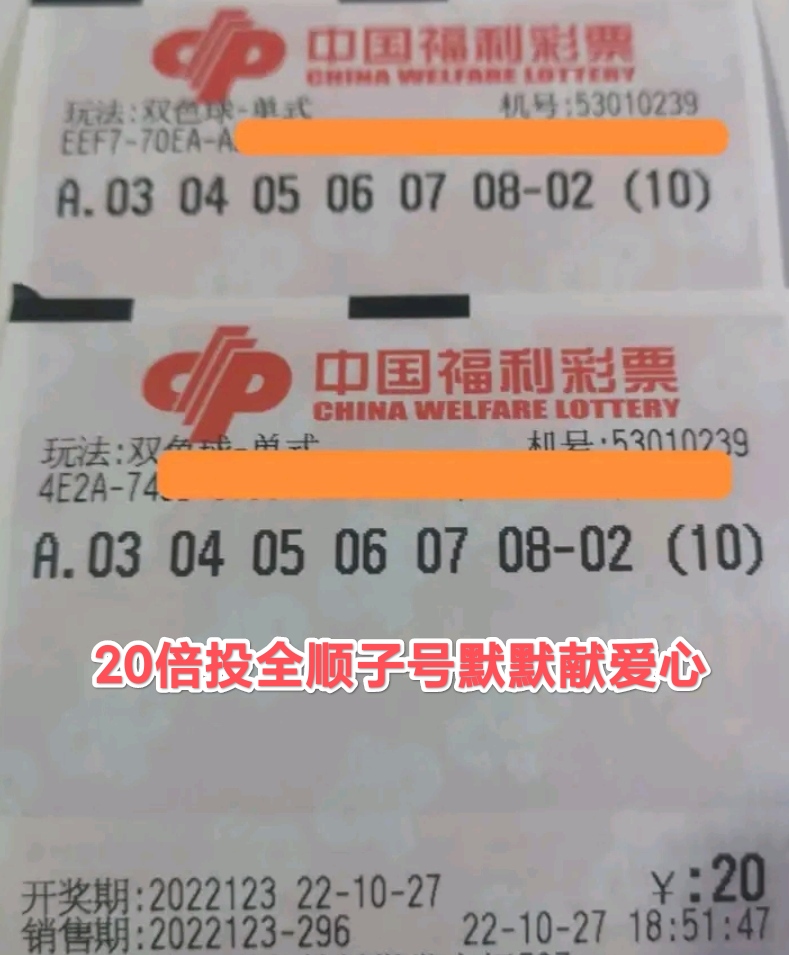 中国福利彩票
CHINA WELFARE LOTTERY
玩法:双色球-单式 机号:53010239
EEF7-70EA-A
A.03 04 05 06 07 08-02 (10)
中国福利彩票
CHINA WELFARE LOTTERY
玩法:双色球-单式 机号:53010239
4E2A-74
A.03 04 05 06 07 08-02 (10)
20倍投全顺子号默默献爱心
开奖期:2022123 22-10-27 ¥:20
销售期:2022123-296 22-10-27 18:51:47